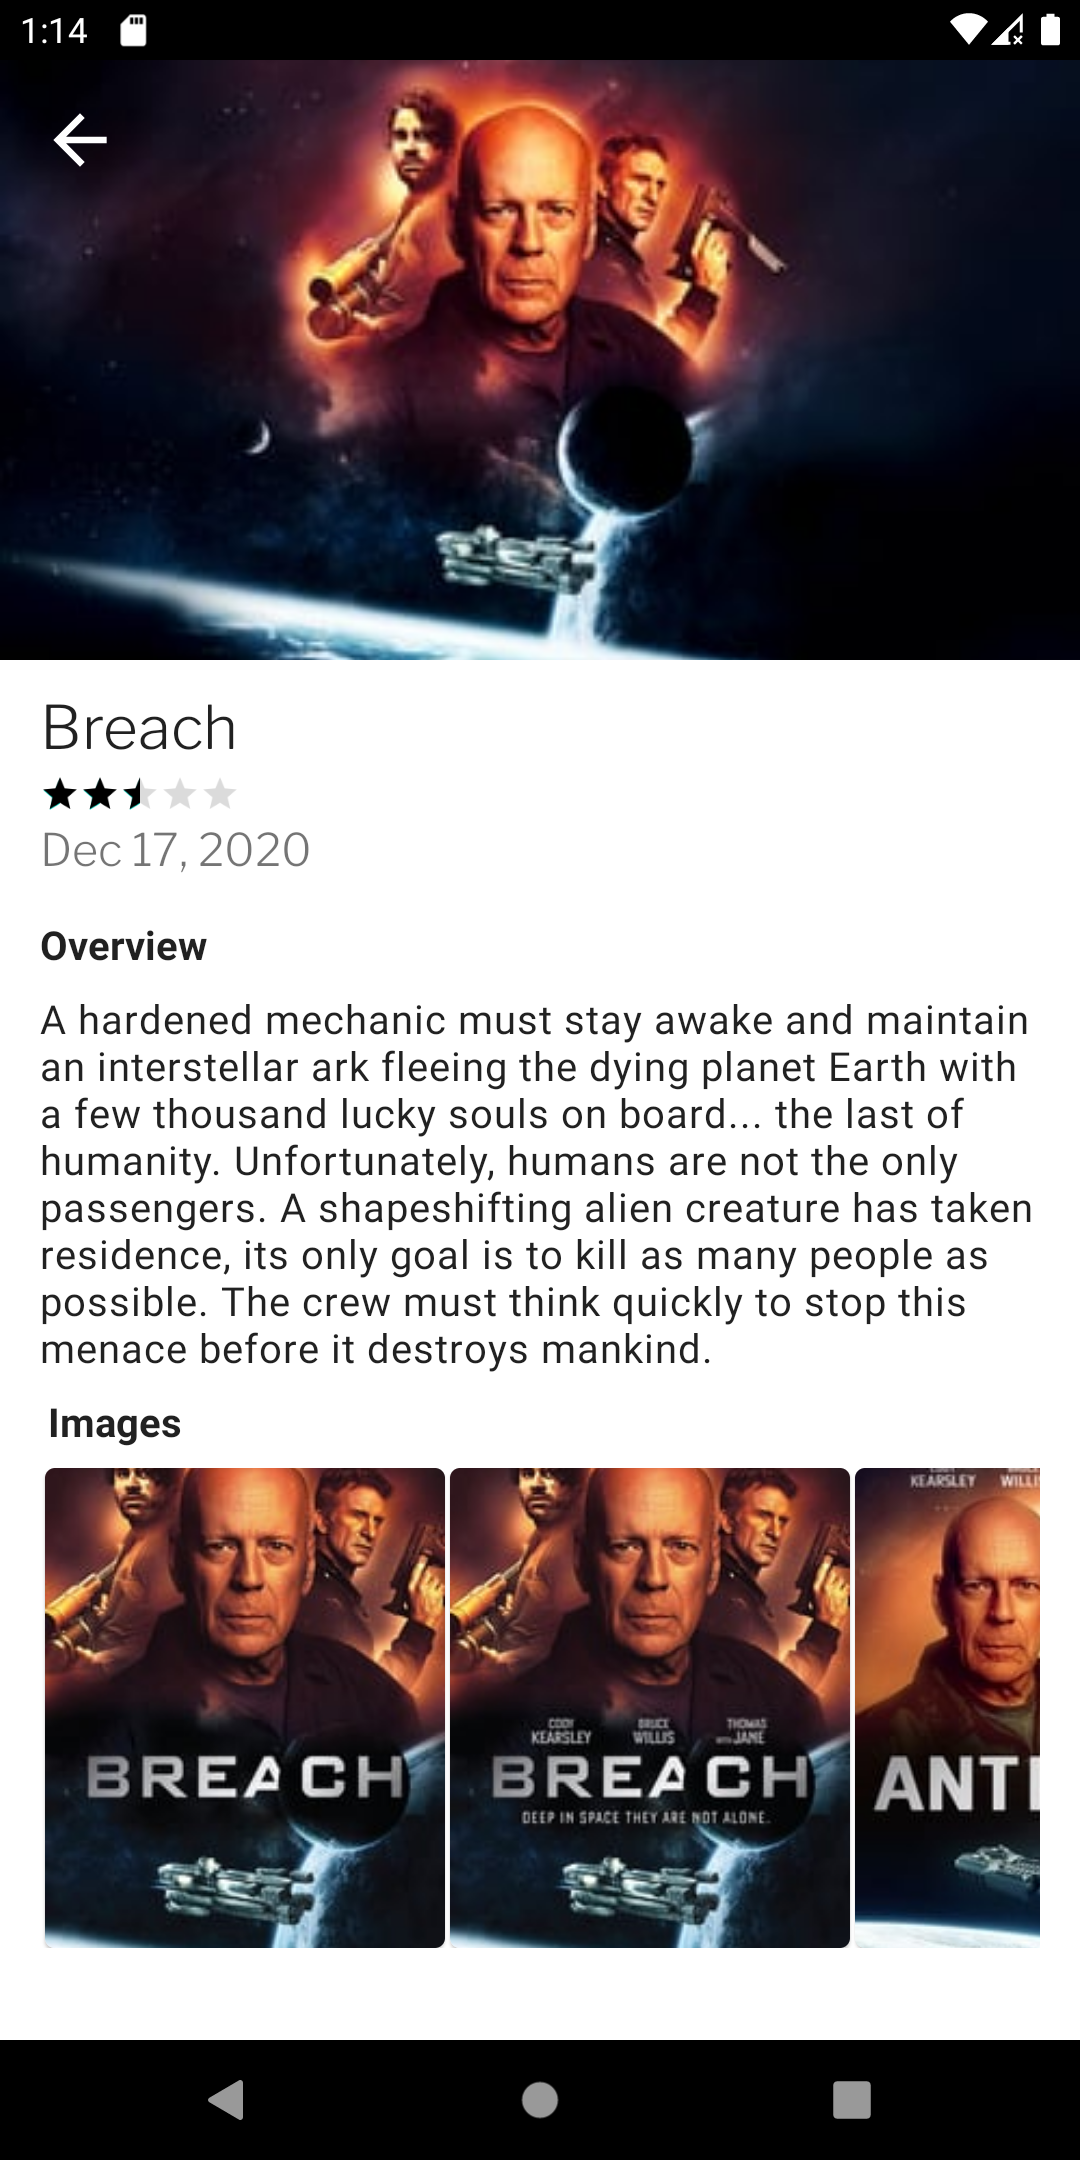 1:14
Breach
Dec 17, 2020
Overview
A hardened mechanic must stay awake and maintain
an interstellar ark fleeing the dying planet Earth with
a few thousand lucky souls on board... the last of
humanity. Unfortunately, humans are not the only
passengers. A shapeshifting alien creature has taken
residence, its only goal is to kill as many people as
possible. The crew must think quickly to stop this
menace before it destroys mankind.
Images
BREACH
CODY KEARSLEY BRUCE WILLIS THOMAS JANE
BREACH
DEEP IN SPACE THEY ARE NOT ALONE.
KEARSLEY WILLI
ANTI